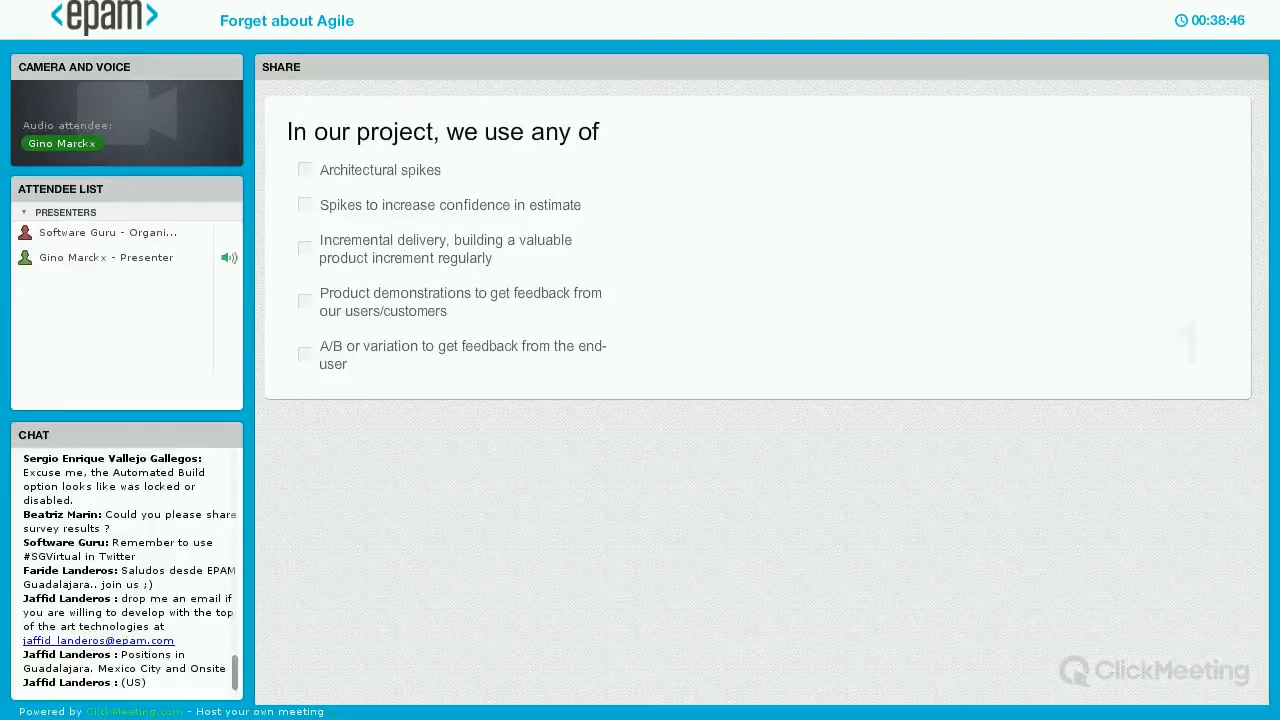 <epam>
Forget about Agile
00:38:46
CAMERA AND VOICE
Audio attendee:
Gino Marckx
ATTENDEE LIST
PRESENTERS
Software Guru - Organi...
Gino Marckx - Presenter
CHAT
Sergio Enrique Vallejo Gallegos:
Excuse me, the Automated Build
option looks like was locked or
disabled.
Beatriz Marin: Could you please share
survey results ?
Software Guru: Remember to use
#SGVirtual in Twitter
Faride Landeros: Saludos desde EPAM
Guadalajara.. join us ;)
Jaffid Landeros : drop me an email if
you are willing to develop with the top
of the art technologies at
jaffid_landeros@epam.com
Jaffid Landeros : Positions in
Guadalajara. Mexico City and Onsite
Jaffid Landeros : (US)
SHARE
In our project, we use any of
Architectural spikes
Spikes to increase confidence in estimate
Incremental delivery, building a valuable
product increment regularly
Product demonstrations to get feedback from
our users/customers
A/B or variation to get feedback from the end-
user
1
ClickMeeting
Powered by ClickMeeting.com - Host your own meeting